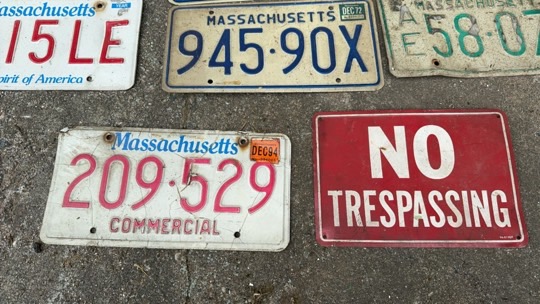 Massachusetts
15LE
Spirit of America
MASSACHUSETTS
DEC 72
945·90X
MASSACHUSETTS
58·07
Massachusetts
DEC 94
209·529
COMMERCIAL
NO
TRESPASSING